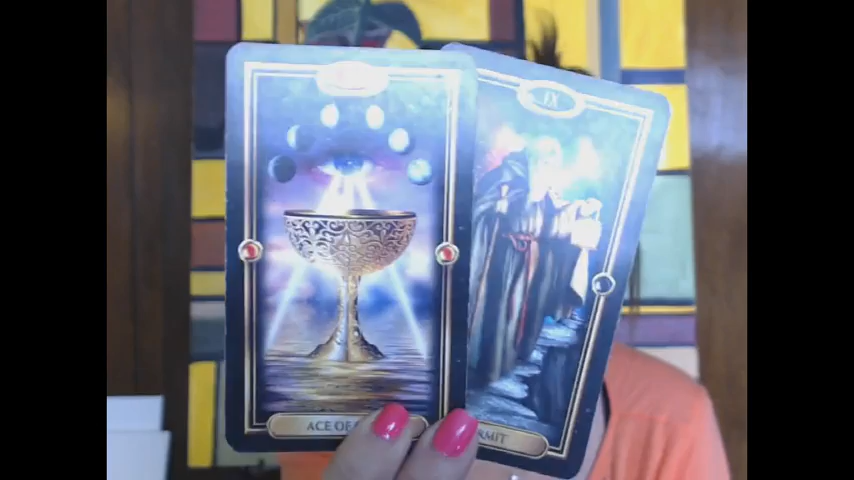 IX
ACE OF
RMIT